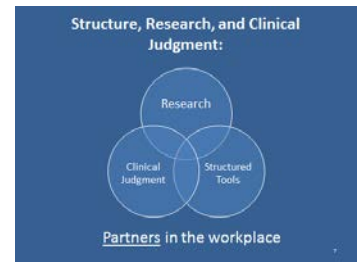 Structure, Research, and Clinical
Judgment:
Research
Clinical
Judgment
Structured
Tools
Partners in the workplace